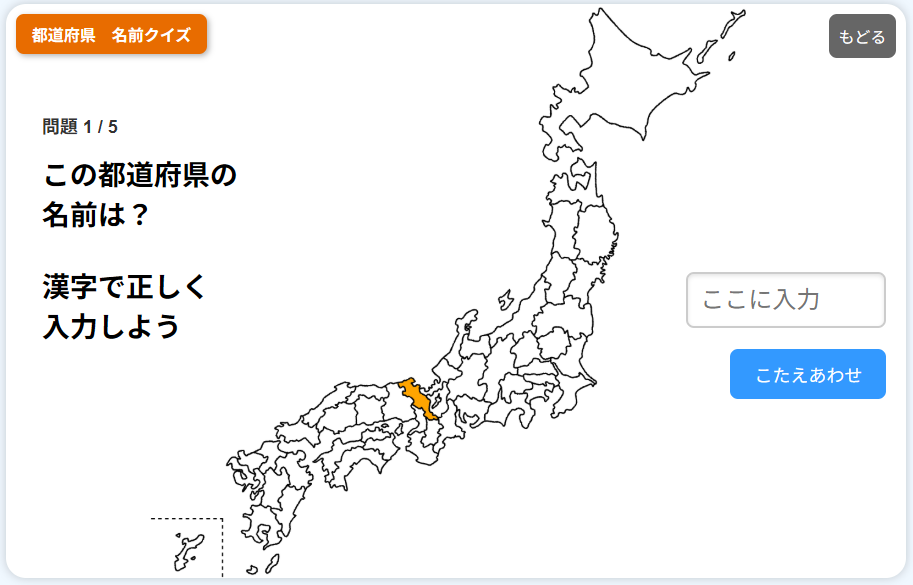 都道府県　名前クイズ
もどる
問題 1 / 5
この都道府県の
名前は？
漢字で正しく
入力しよう
ここに入力
こたえあわせ